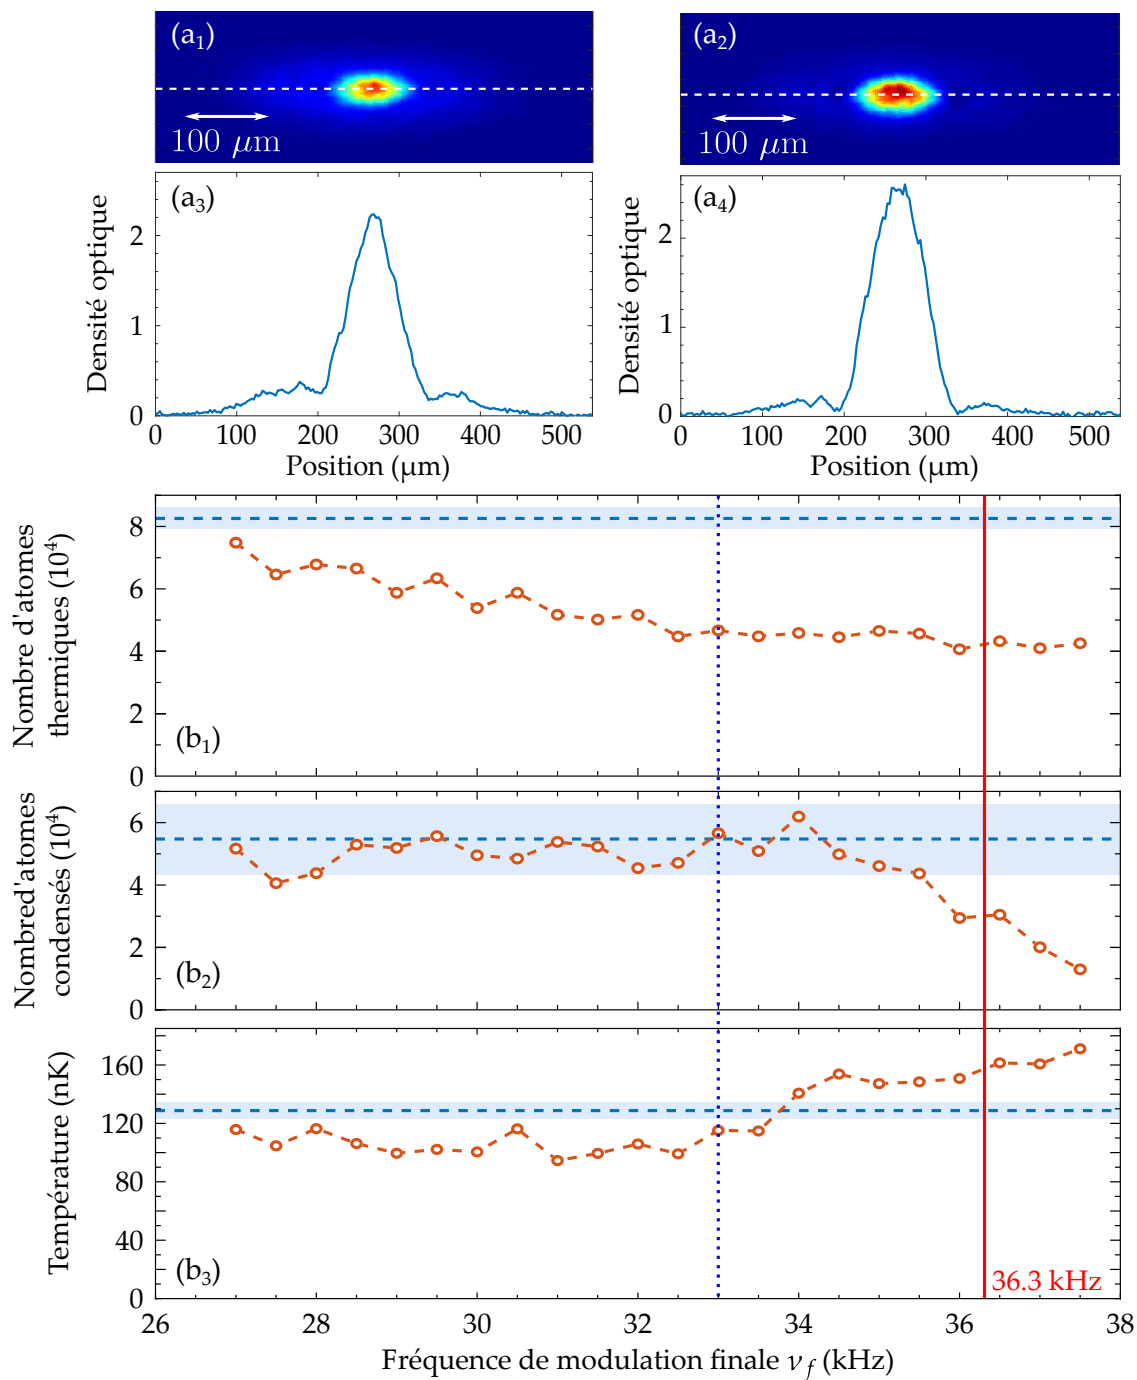 (a₁)
100 μm
(a₂)
100 μm
Densité optique
(a₃)
2
1
0
0 100 200 300 400 500
Position (μm)
Densité optique
(a₄)
2
1
0
0 100 200 300 400 500
Position (μm)
Nombre d'atomes
thermiques (10⁴)
8
6
4
2
0
(b₁)
Nombred'atomes
condensés (10⁴)
6
4
2
0
(b₂)
Température (nK)
160
120
80
40
0
(b₃)
36.3 kHz
26 28 30 32 34 36 38
Fréquence de modulation finale ν_f (kHz)